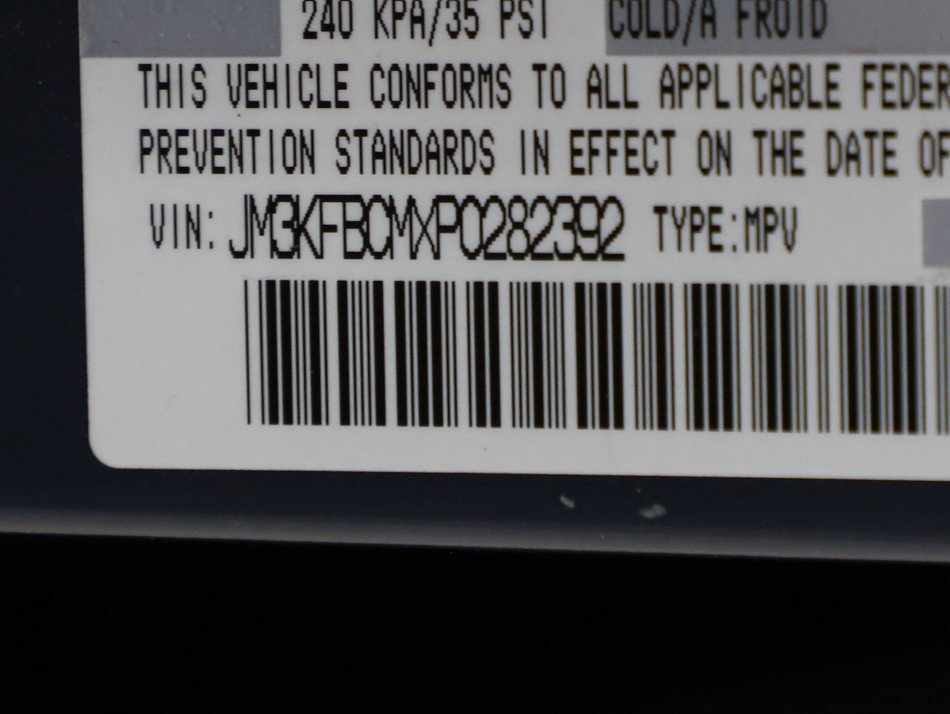 240 KPA/35 PSI COLD/A FROID
THIS VEHICLE CONFORMS TO ALL APPLICABLE FEDER
PREVENTION STANDARDS IN EFFECT ON THE DATE OF
VIN: JM3KFBCMXP0282392 TYPE:MPV